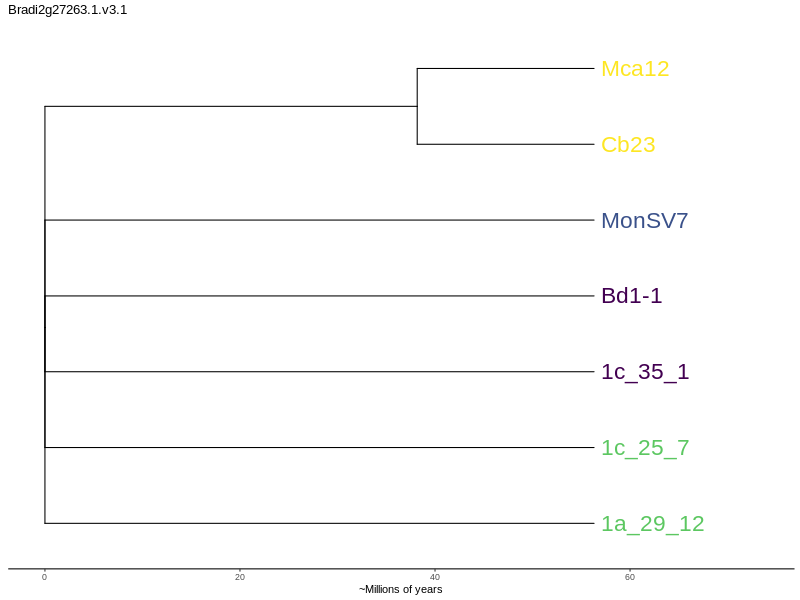 Bradi2g27263.1.v3.1
Mca12
Cb23
MonSV7
Bd1-1
1c_35_1
1c_25_7
1a_29_12
0 20 40 60
~Millions of years